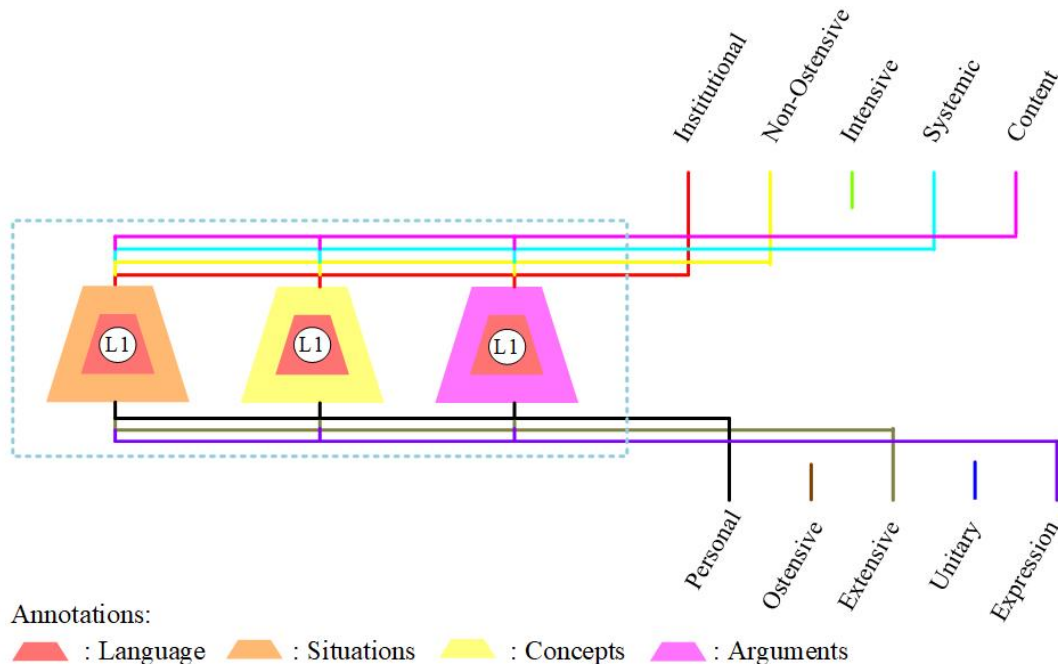 Institutional
Non-Ostensive
Intensive
Systemic
Content
L1
L1
L1
Personal
Ostensive
Extensive
Unitary
Expression
Annotations:
: Language : Situations : Concepts : Arguments